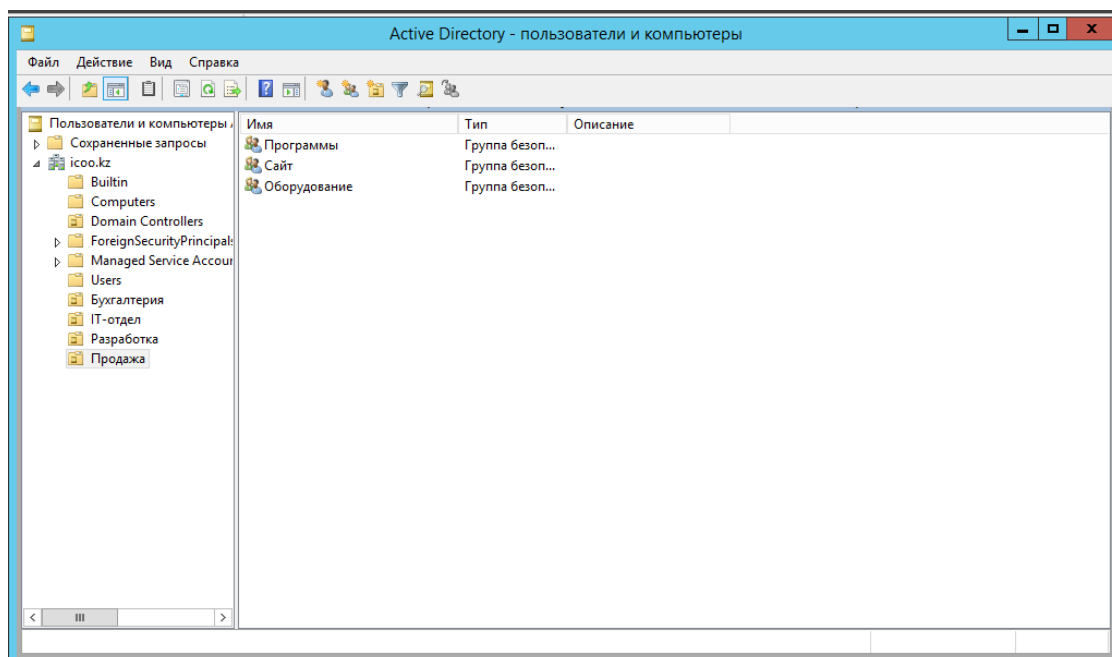 Active Directory - пользователи и компьютеры
Файл Действие Вид Справка
Пользователи и компьютеры
Сохраненные запросы
icoo.kz
Builtin
Computers
Domain Controllers
ForeignSecurityPrincipals
Managed Service Accour
Users
Бухгалтерия
IT-отдел
Разработка
Продажа
Имя Тип Описание
Программы Группа безоп...
Сайт Группа безоп...
Оборудование Группа безоп...